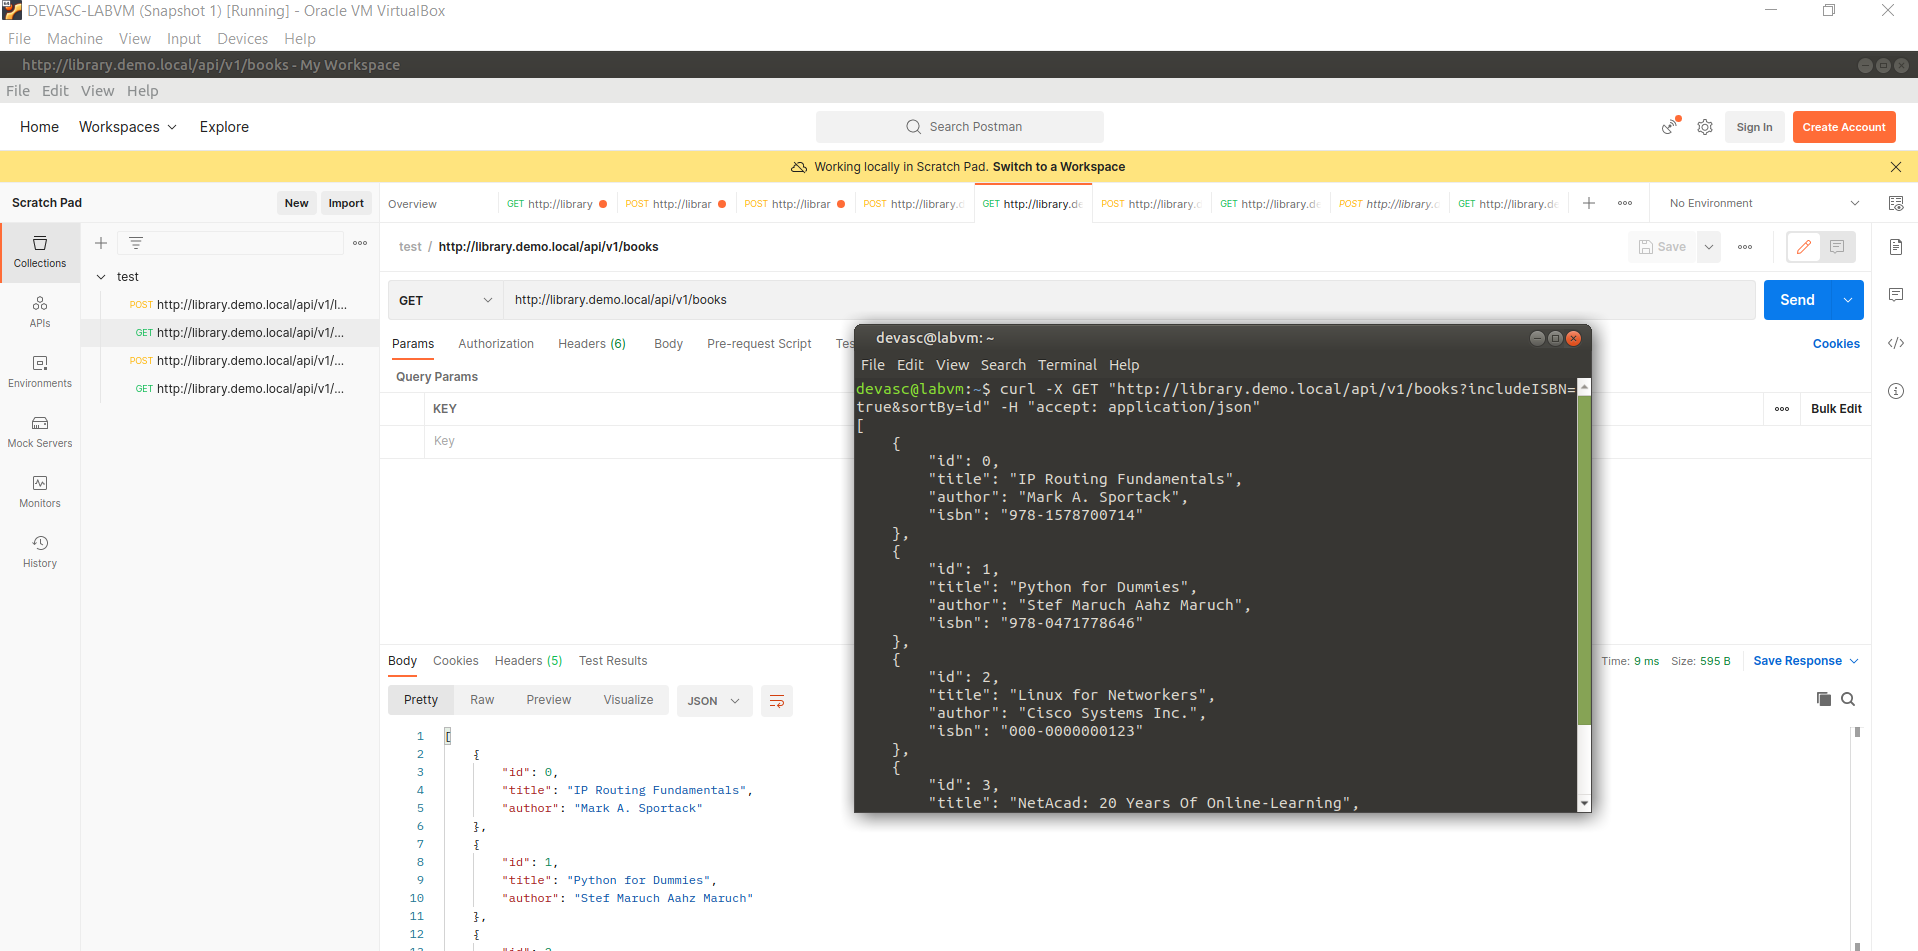 DEVASC-LABVM (Snapshot 1) [Running] - Oracle VM VirtualBox
File Machine View Input Devices Help
http://library.demo.local/api/v1/books - My Workspace
File Edit View Help
Home Workspaces Explore
Search Postman
Sign In
Create Account
Working locally in Scratch Pad. Switch to a Workspace
Scratch Pad
New
Import
Overview
GET http://library
POST http://librar
POST http://librar
POST http://library.d
GET http://library.de
POST http://library.
GET http://library.de
POST http://library.d
GET http://library.de
No Environment
Collections
APIs
Environments
Mock Servers
Monitors
History
test
POST http://library.demo.local/api/v1/l...
GET http://library.demo.local/api/v1/...
POST http://library.demo.local/api/v1/...
GET http://library.demo.local/api/v1/...
test / http://library.demo.local/api/v1/books
Save
GET http://library.demo.local/api/v1/books
Send
Params Authorization Headers (6) Body Pre-request Script Tes
Cookies
Query Params
KEY
Bulk Edit
Key
devasc@labvm: ~
File Edit View Search Terminal Help
devasc@labvm:~$ curl -X GET "http://library.demo.local/api/v1/books?includeISBN=
true&sortBy=id" -H "accept: application/json"
[
{
"id": 0,
"title": "IP Routing Fundamentals",
"author": "Mark A. Sportack",
"isbn": "978-1578700714"
},
{
"id": 1,
"title": "Python for Dummies",
"author": "Stef Maruch Aahz Maruch",
"isbn": "978-0471778646"
},
{
"id": 2,
"title": "Linux for Networkers",
"author": "Cisco Systems Inc.",
"isbn": "000-0000000123"
},
{
"id": 3,
"title": "NetAcad: 20 Years Of Online-Learning",
Body Cookies Headers (5) Test Results
Time: 9 ms Size: 595 B Save Response
Pretty Raw Preview Visualize JSON
1 [
2 {
3 "id": 0,
4 "title": "IP Routing Fundamentals",
5 "author": "Mark A. Sportack"
6 },
7 {
8 "id": 1,
9 "title": "Python for Dummies",
10 "author": "Stef Maruch Aahz Maruch"
11 },
12 {